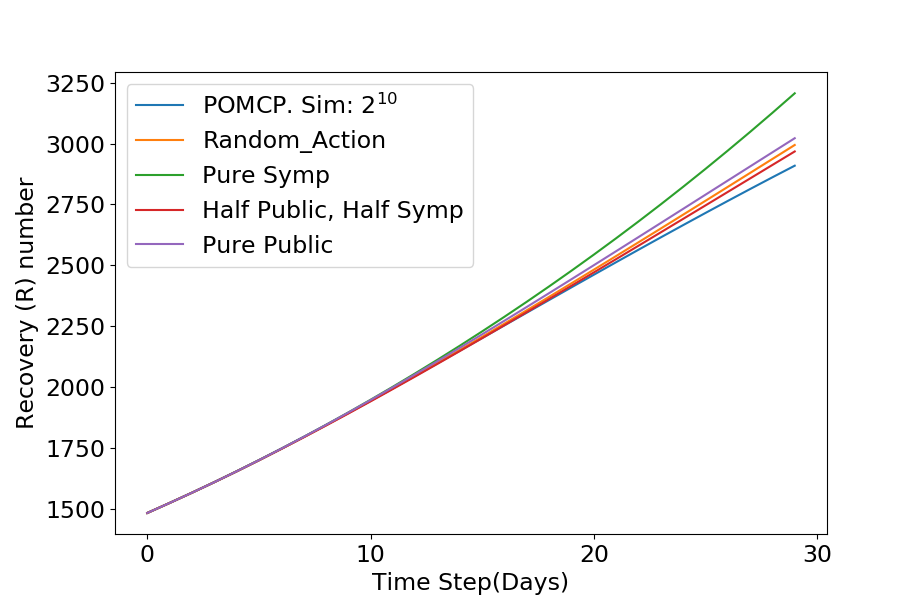 3250
3000
2750
2500
2250
2000
1750
1500
Recovery (R) number
POMCP. Sim: 2^10
Random_Action
Pure Symp
Half Public, Half Symp
Pure Public
0 10 20 30
Time Step(Days)